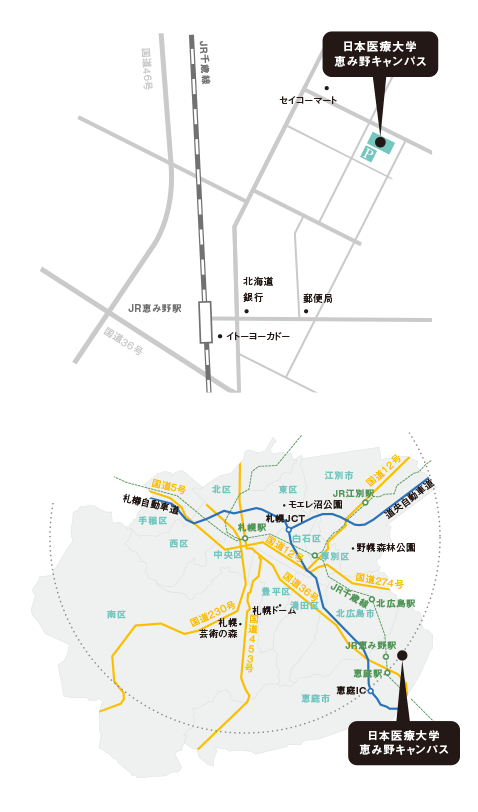 日本医療大学
恵み野キャンパス
国道46号
JR千歳線
セイコーマート
P
北海道
銀行
郵便局
JR恵み野駅
イトーヨーカドー
国道36号
国道5号
北区
東区
江別市
国道12号
札樽自動車道
モエレ沼公園
JR江別駅
道央自動車道
手稲区
札幌JCT
札幌駅
西区
白石区
中央区
国道12号
厚別区
野幌森林公園
国道274号
豊平区
国道36号
JR千歳線
清田区
北広島駅
南区
国道230号
札幌ドーム
北広島市
札幌
芸術の森
国道453号
JR恵み野駅
恵庭駅
恵庭市
恵庭IC
日本医療大学
恵み野キャンパス